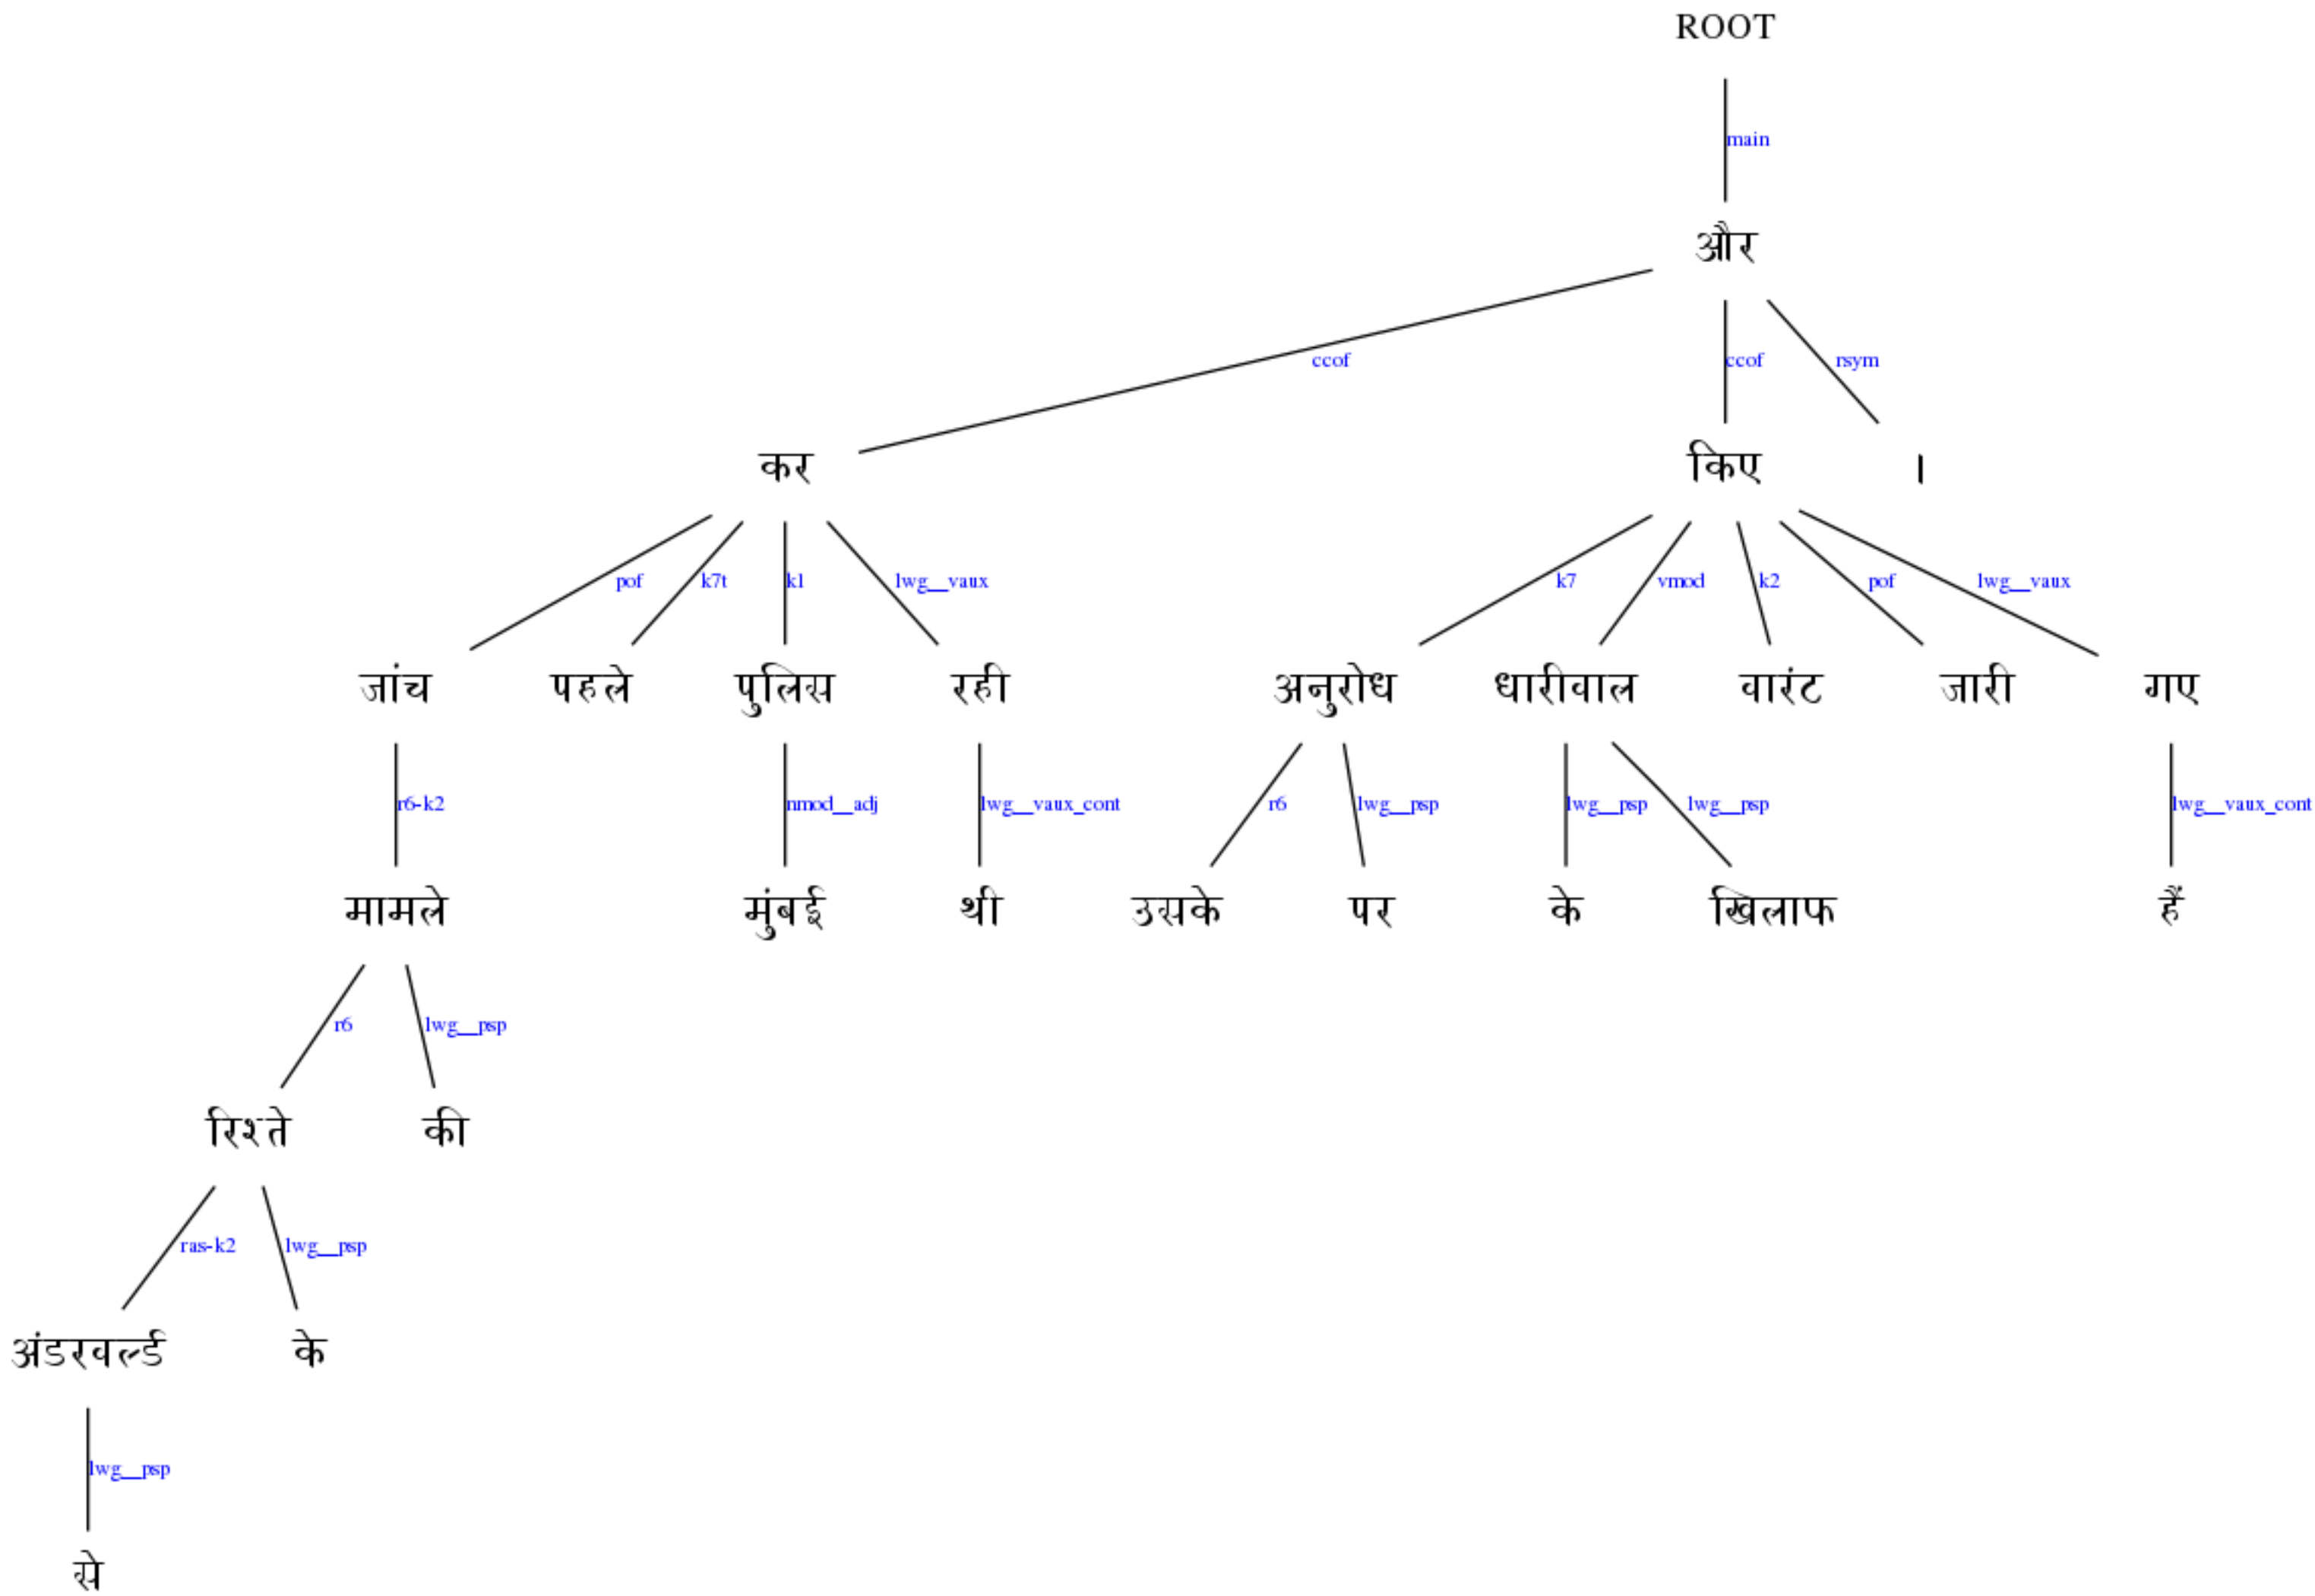 ROOT
main
और
ccof ccof rsym
कर किए ।
pof k7t k1 lwg__vaux k7 vmod k2 pof lwg__vaux
जांच पहले पुलिस रही अनुरोध धारीवाल वारंट जारी गए
r6-k2 nmod__adj lwg__vaux_cont r6 lwg__psp lwg__psp lwg__psp lwg__vaux_cont
मामले मुंबई थी उसके पर के खिलाफ हैं
r6 lwg__psp
रिश्ते की
ras-k2 lwg__psp
अंडरवर्ल्ड के
lwg__psp
से